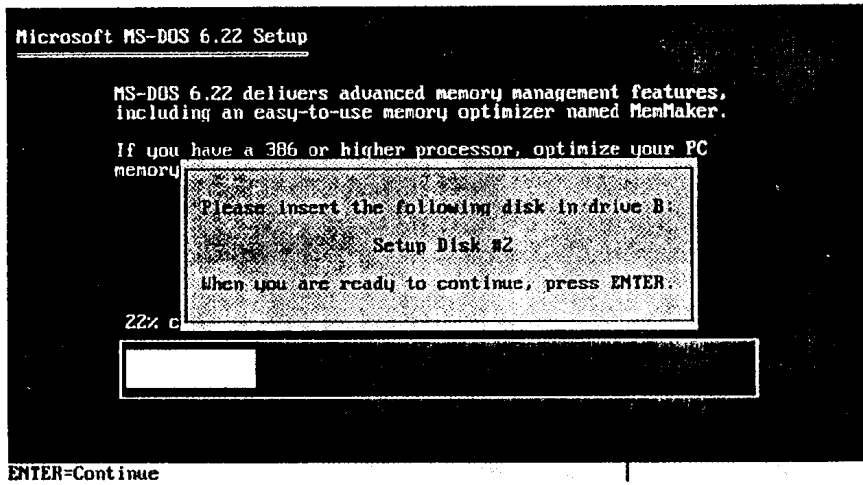 Microsoft MS-DOS 6.22 Setup
MS-DOS 6.22 delivers advanced memory management features,
including an easy-to-use memory optimizer named MemMaker.
If you have a 386 or higher processor, optimize your PC
memory
Please insert the following disk in drive B:
Setup Disk #2
When you are ready to continue, press ENTER.
22% c
ENTER=Continue